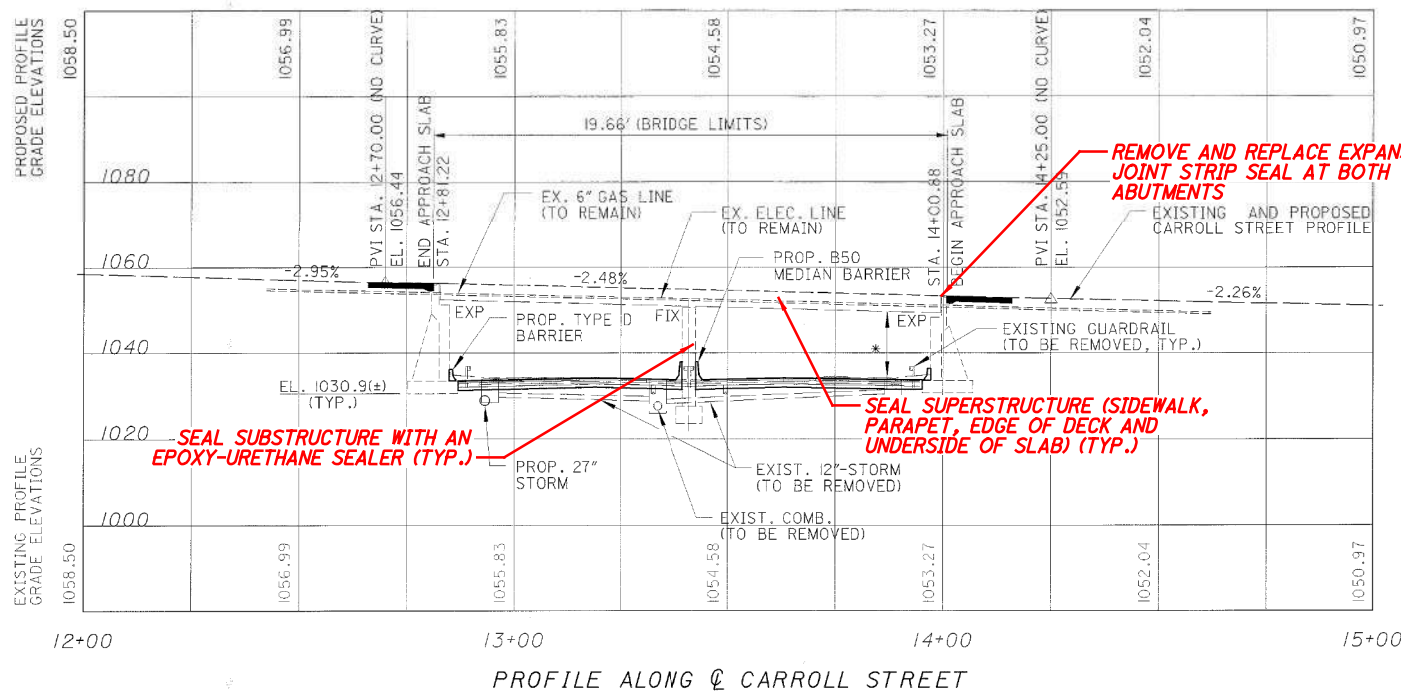 PROPOSED PROFILE
GRADE ELEVATIONS
1058.50
1056.99
PVI STA. 12+70.00 (NO CURVE)
EL. 1056.44
END APPROACH SLAB
STA. 12+81.22
1055.83
1054.58
1053.27
STA. 14+00.88
BEGIN APPROACH SLAB
PVI STA. 14+25.00 (NO CURVE)
EL. 1052.59
1052.04
1050.97
19.66' (BRIDGE LIMITS)
REMOVE AND REPLACE EXPANS
JOINT STRIP SEAL AT BOTH
ABUTMENTS
1080
EX. 6" GAS LINE
(TO REMAIN)
EX. ELEC. LINE
(TO REMAIN)
EXISTING AND PROPOSED
CARROLL STREET PROFILE
PROP. B50
MEDIAN BARRIER
1060
-2.95%
-2.48%
-2.26%
EXP
PROP. TYPE D
BARRIER
FIX
EXP
EXISTING GUARDRAIL
(TO BE REMOVED, TYP.)
1040
*
EL. 1030.9(±)
(TYP.)
SEAL SUPERSTRUCTURE (SIDEWALK,
PARAPET, EDGE OF DECK AND
UNDERSIDE OF SLAB) (TYP.)
1020
SEAL SUBSTRUCTURE WITH AN
EPOXY-URETHANE SEALER (TYP.)
PROP. 27"
STORM
EXIST. 12"-STORM
(TO BE REMOVED)
EXIST. COMB.
(TO BE REMOVED)
1000
EXISTING PROFILE
GRADE ELEVATIONS
1058.50
1056.99
1055.83
1054.58
1053.27
1052.04
1050.97
12+00
13+00
14+00
15+00
PROFILE ALONG ℄ CARROLL STREET